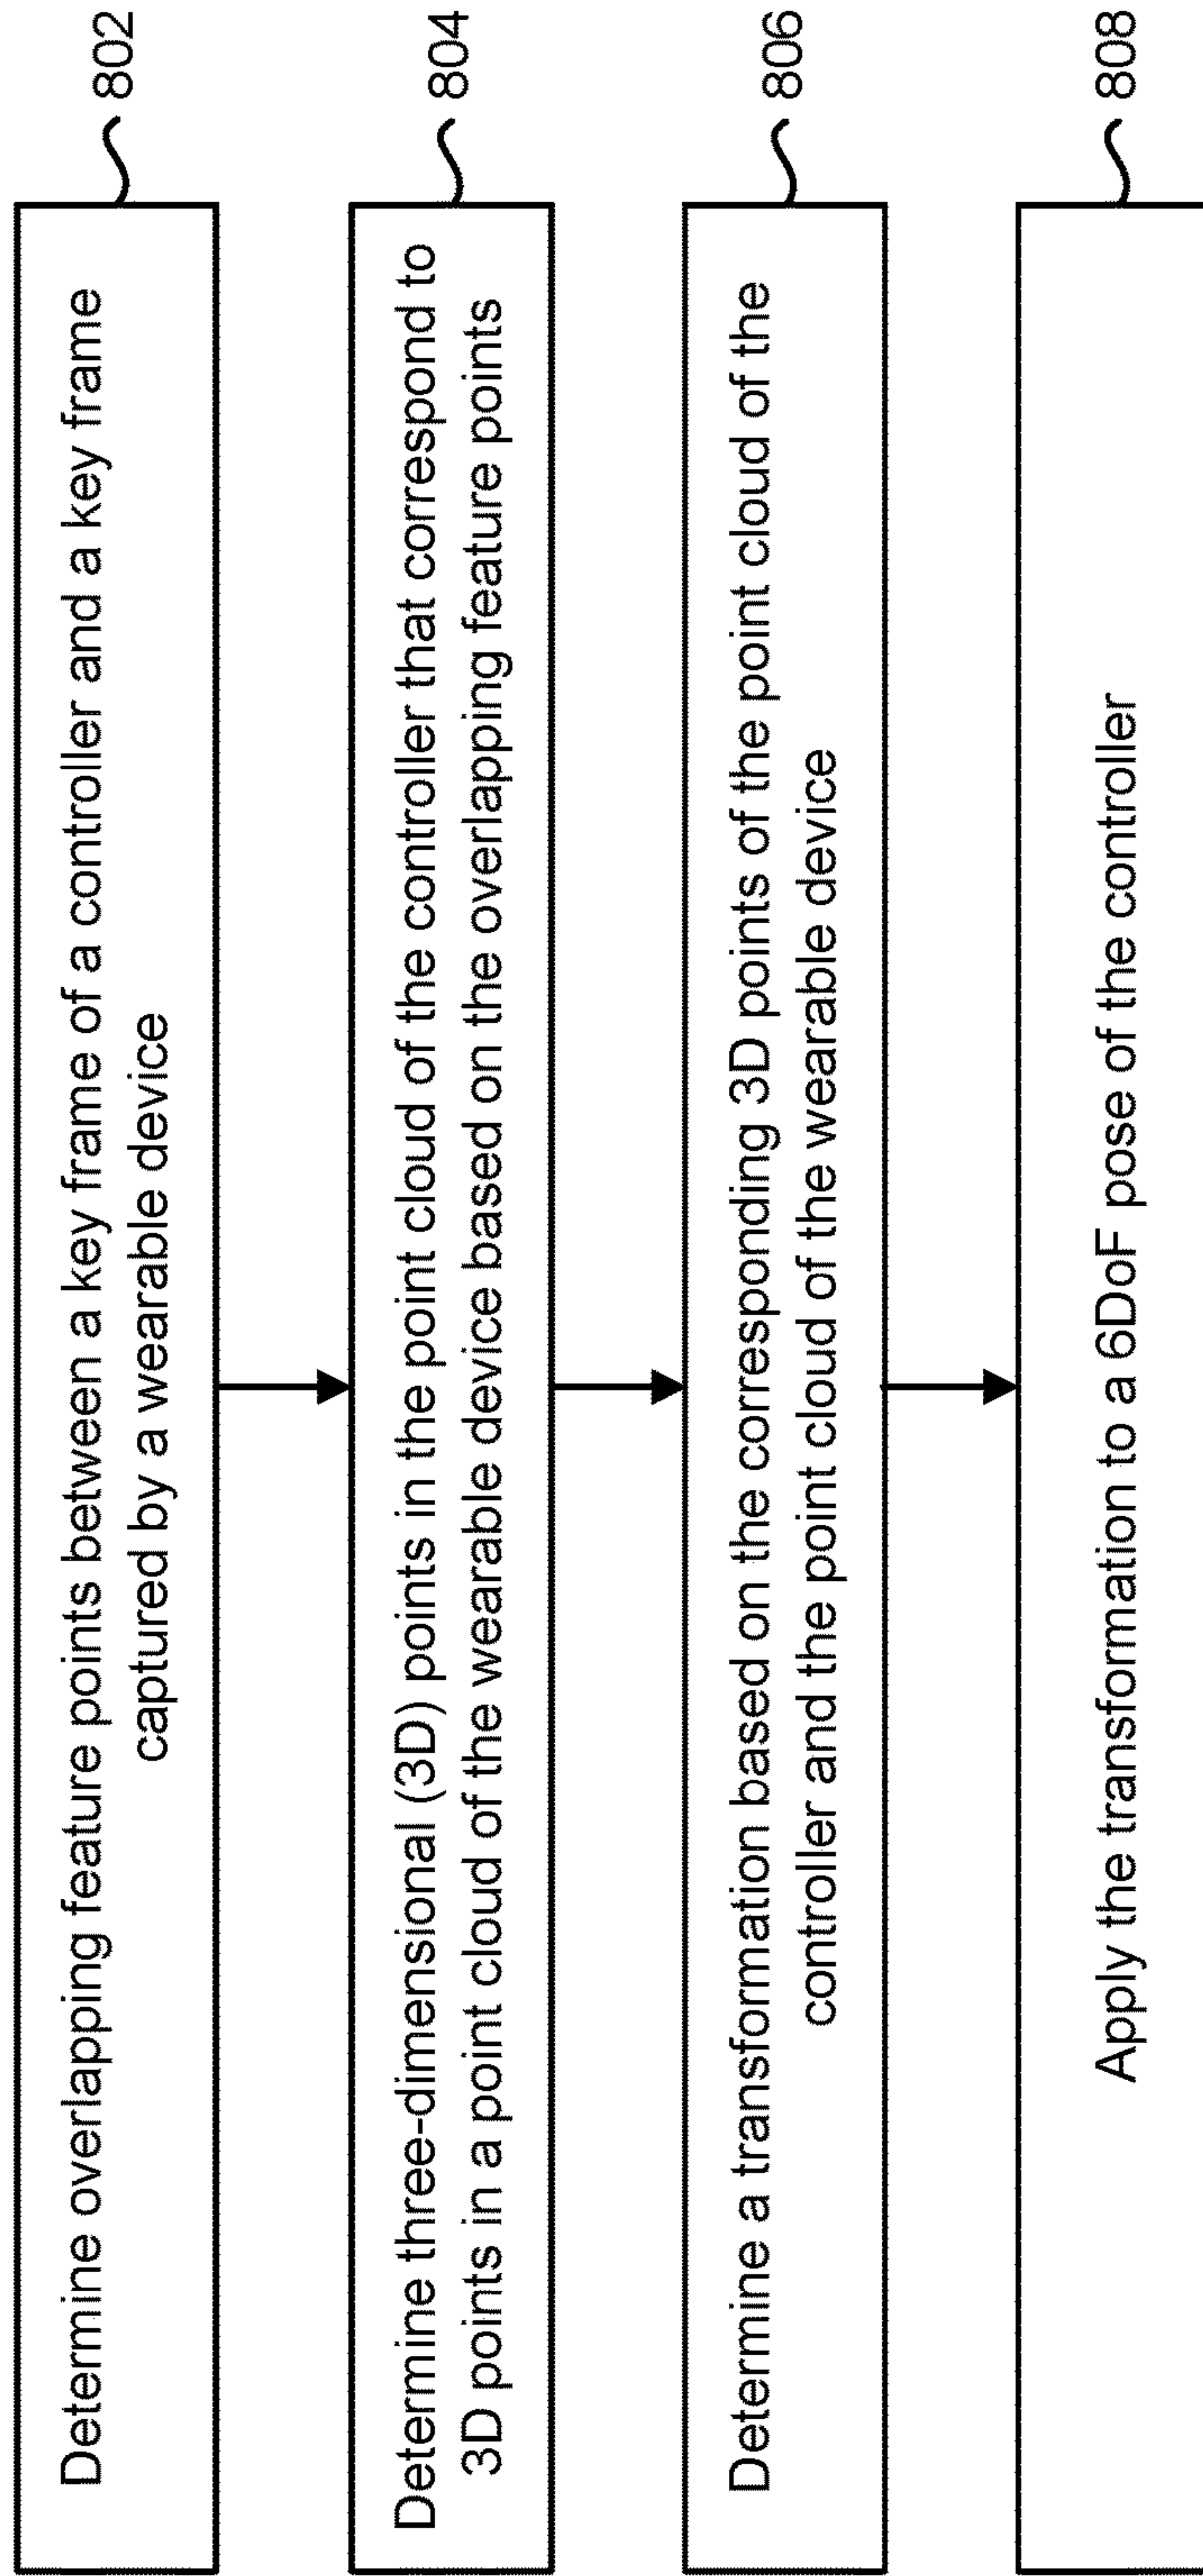 Determine overlapping feature points between a key frame of a controller and a key frame
captured by a wearable device
802
Determine three-dimensional (3D) points in the point cloud of the controller that correspond to
3D points in a point cloud of the wearable device based on the overlapping feature points
804
Determine a transformation based on the corresponding 3D points of the point cloud of the
controller and the point cloud of the wearable device
806
Apply the transformation to a 6DoF pose of the controller
808